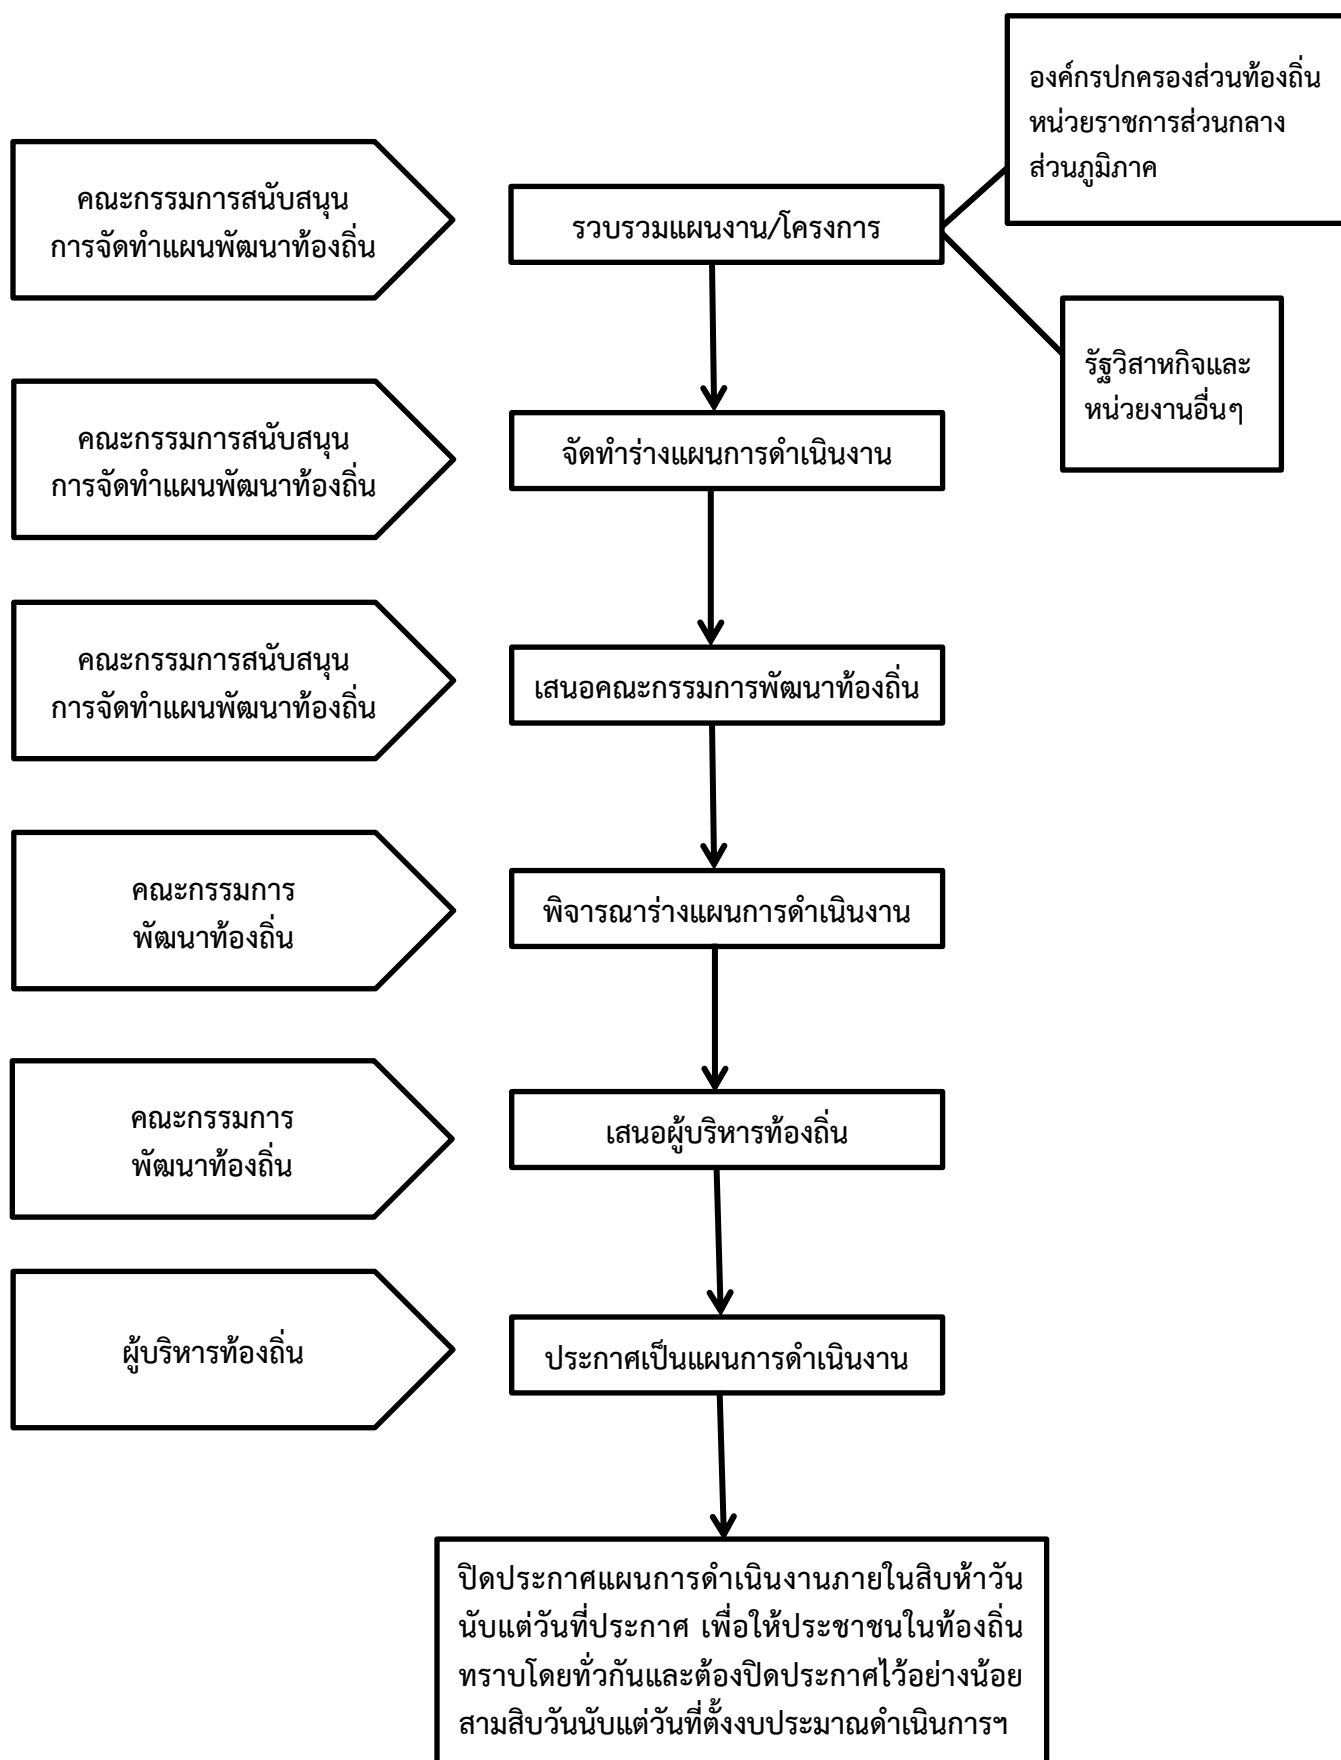 องค์กรปกครองส่วนท้องถิ่น
หน่วยราชการส่วนกลาง
ส่วนภูมิภาค
คณะกรรมการสนับสนุน
การจัดทำแผนพัฒนาท้องถิ่น
รวบรวมแผนงาน/โครงการ
รัฐวิสาหกิจและ
หน่วยงานอื่นๆ
คณะกรรมการสนับสนุน
การจัดทำแผนพัฒนาท้องถิ่น
จัดทำร่างแผนการดำเนินงาน
คณะกรรมการสนับสนุน
การจัดทำแผนพัฒนาท้องถิ่น
เสนอคณะกรรมการพัฒนาท้องถิ่น
คณะกรรมการ
พัฒนาท้องถิ่น
พิจารณาร่างแผนการดำเนินงาน
คณะกรรมการ
พัฒนาท้องถิ่น
เสนอผู้บริหารท้องถิ่น
ผู้บริหารท้องถิ่น
ประกาศเป็นแผนการดำเนินงาน
ปิดประกาศแผนการดำเนินงานภายในสิบห้าวัน
นับแต่วันที่ประกาศ เพื่อให้ประชาชนในท้องถิ่น
ทราบโดยทั่วกันและต้องปิดประกาศไว้อย่างน้อย
สามสิบวันนับแต่วันที่ตั้งงบประมาณดำเนินการฯ